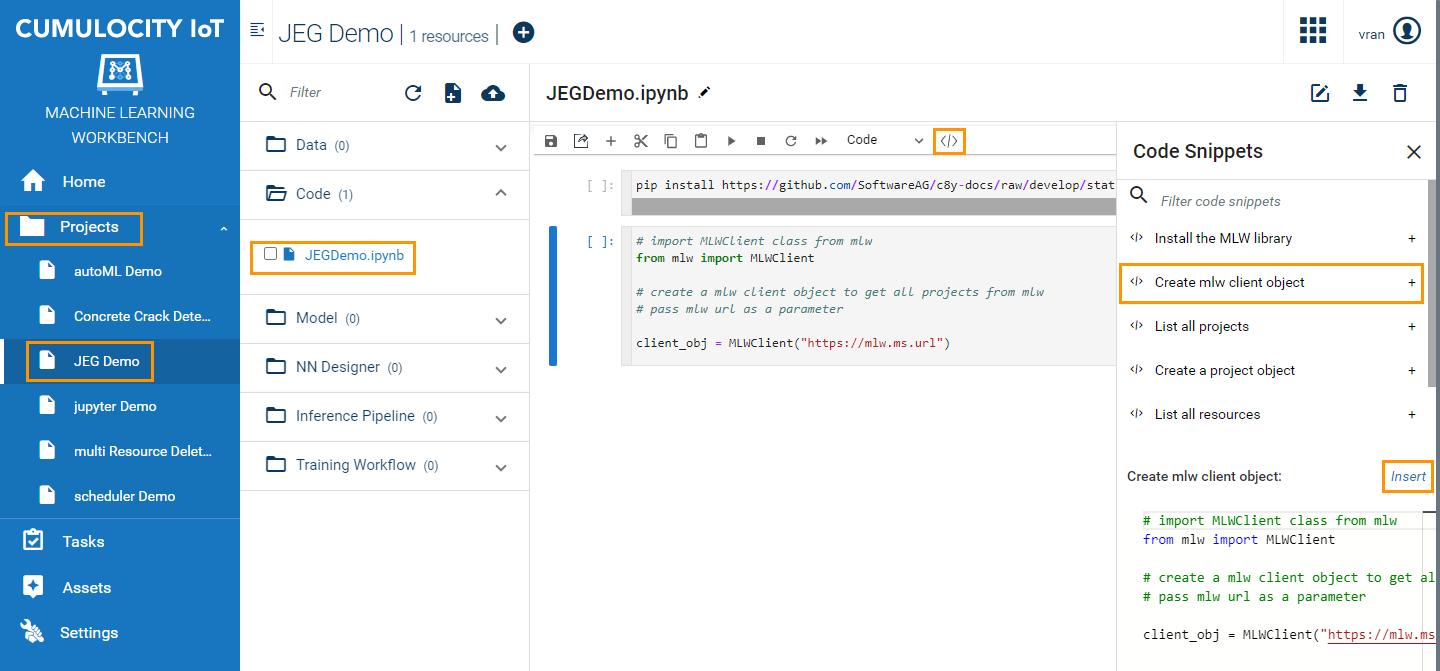 CUMULOCITY IoT
MACHINE LEARNING
WORKBENCH
Home
Projects
autoML Demo
Concrete Crack Dete...
JEG Demo
jupyter Demo
multi Resource Delet...
scheduler Demo
Tasks
Assets
Settings
JEG Demo | 1 resources |
vran
Filter
Data (0)
Code (1)
JEGDemo.ipynb
Model (0)
NN Designer (0)
Inference Pipeline (0)
Training Workflow (0)
JEGDemo.ipynb
Code
[ ]: pip install https://github.com/SoftwareAG/c8y-docs/raw/develop/stat
[ ]: # import MLWClient class from mlw
from mlw import MLWClient
# create a mlw client object to get all projects from mlw
# pass mlw url as a parameter
client_obj = MLWClient("https://mlw.ms.url")
Code Snippets
Filter code snippets
Install the MLW library +
Create mlw client object +
List all projects +
Create a project object +
List all resources +
Create mlw client object: Insert
# import MLWClient class from mlw
from mlw import MLWClient
# create a mlw client object to get al
# pass mlw url as a parameter
client_obj = MLWClient("https://mlw.ms